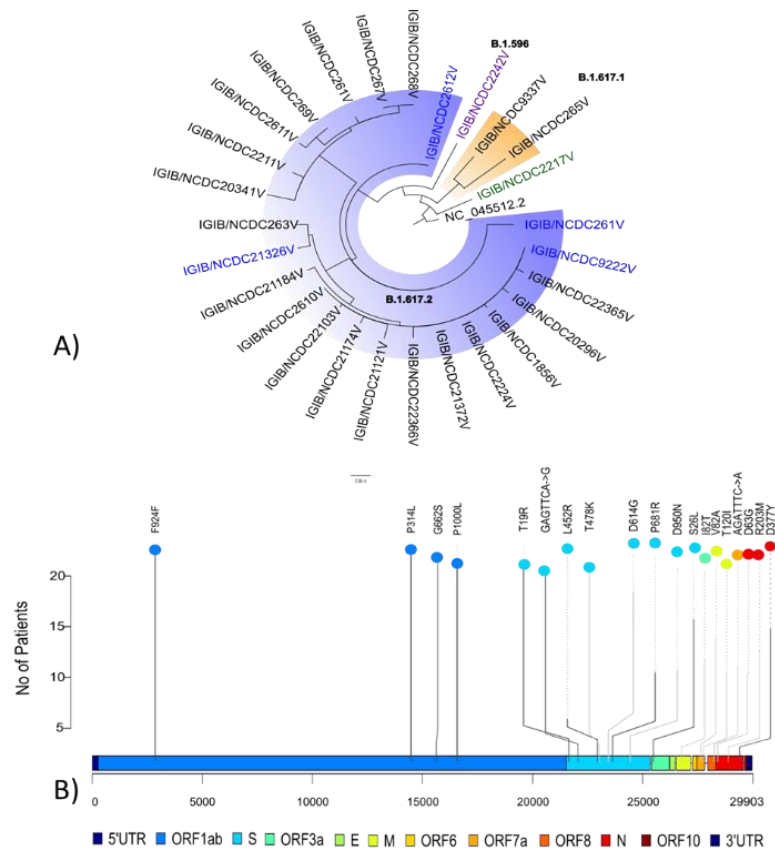 B.1.596
B.1.617.1
IGIB/NCDC268V
IGIB/NCDC267V
IGIB/NCDC261V
IGIB/NCDC269V
IGIB/NCDC2611V
IGIB/NCDC2211V
IGIB/NCDC20341V
IGIB/NCDC263V
IGIB/NCDC21326V
IGIB/NCDC21184V
IGIB/NCDC2610V
IGIB/NCDC22103V
IGIB/NCDC21174V
IGIB/NCDC21121V
IGIB/NCDC22366V
IGIB/NCDC21372V
IGIB/NCDC2224V
IGIB/NCDC1856V
IGIB/NCDC20296V
IGIB/NCDC22365V
IGIB/NCDC9222V
IGIB/NCDC261V
NC_045512.2
IGIB/NCDC2217V
IGIB/NCDC265V
IGIB/NCDC9337V
IGIB/NCDC2242V
IGIB/NCDC2612V
B.1.617.2
A)
F924F
P314L
G662S
P1000L
T19R
GAGTTCA->G
L452R
T478K
D614G
P681R
D950N
S26L
I82T
V82A
T120I
AGATTTC->A
D63G
R203M
D377Y
No of Patients
20
15
10
5
B)
0 5000 10000 15000 20000 25000 29903
5'UTR ORF1ab S ORF3a E M ORF6 ORF7a ORF8 N ORF10 3'UTR